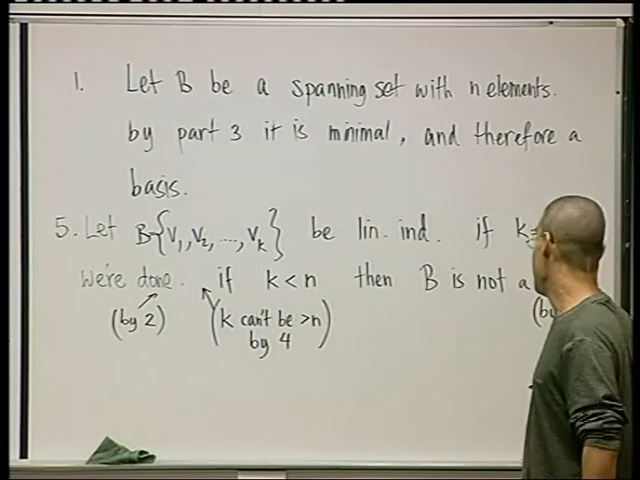 1. Let B be a spanning set with n elements.
by part 3 it is minimal, and therefore a
basis.
5. Let B={v₁,v₂,...,vₖ} be lin. ind. if k=
we're done. if k<n then B is not a
(by 2) (k can't be >n (by
by 4)